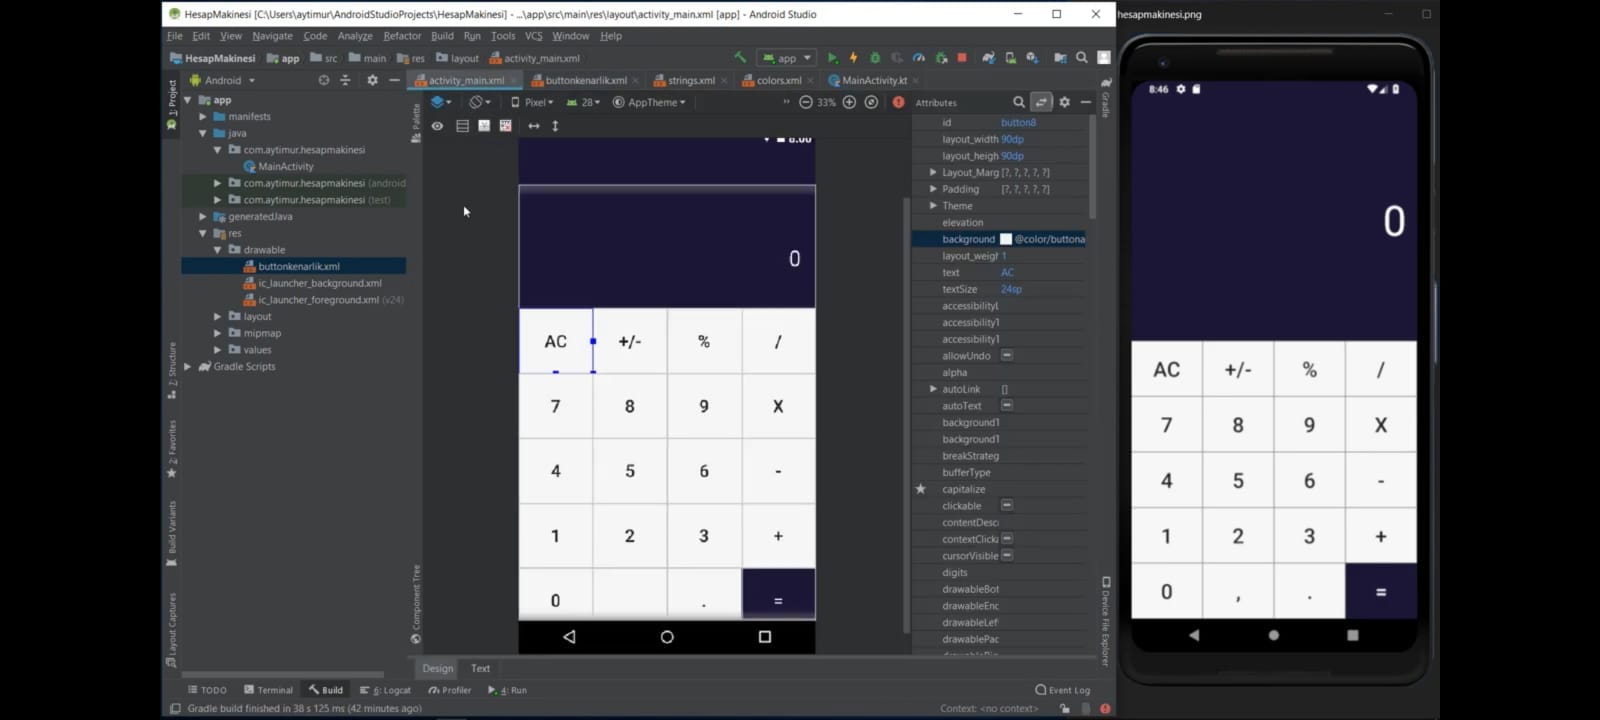 HesapMakinesi [C:\Users\aytimur\AndroidStudioProjects\HesapMakinesi] - ...\app\src\main\res\layout\activity_main.xml [app] - Android Studio
hesapmakinesi.png
File Edit View Navigate Code Analyze Refactor Build Run Tools VCS Window Help
HesapMakinesi app src main res layout activity_main.xml
app
Android
activity_main.xml
buttonkenarlik.xml
strings.xml
colors.xml
MainActivity.kt
1: Project
app
manifests
java
com.aytimur.hesapmakinesi
MainActivity
com.aytimur.hesapmakinesi (android
com.aytimur.hesapmakinesi (test)
generatedJava
res
drawable
buttonkenarlik.xml
ic_launcher_background.xml
ic_launcher_foreground.xml (v24)
layout
mipmap
values
Gradle Scripts
Z: Structure
2: Favorites
Build Variants
Layout Captures
Palette
Component Tree
Pixel 28 AppTheme
33%
0
AC +/- % /
7 8 9 X
4 5 6 -
1 2 3 +
0 . =
Design Text
Attributes
id button8
layout_width 90dp
layout_heigh 90dp
Layout_Marg [?, ?, ?, ?, ?]
Padding [?, ?, ?, ?, ?]
Theme
elevation
background @color/buttona
layout_weigh 1
text AC
textSize 24sp
accessibilityL
accessibilityT
accessibilityT
allowUndo
alpha
autoLink []
autoText
backgroundT
backgroundT
breakStrateg
bufferType
capitalize
clickable
contentDesc
contextClick
cursorVisible
digits
drawableBot
drawableEnd
drawableLef
drawablePad
Gradle
Device File Explorer
TODO Terminal Build 6: Logcat Profiler 4: Run
Event Log
Gradle build finished in 38 s 125 ms (42 minutes ago)
Context: <no context>
8:46
0
AC +/- % /
7 8 9 X
4 5 6 -
1 2 3 +
0 , . =